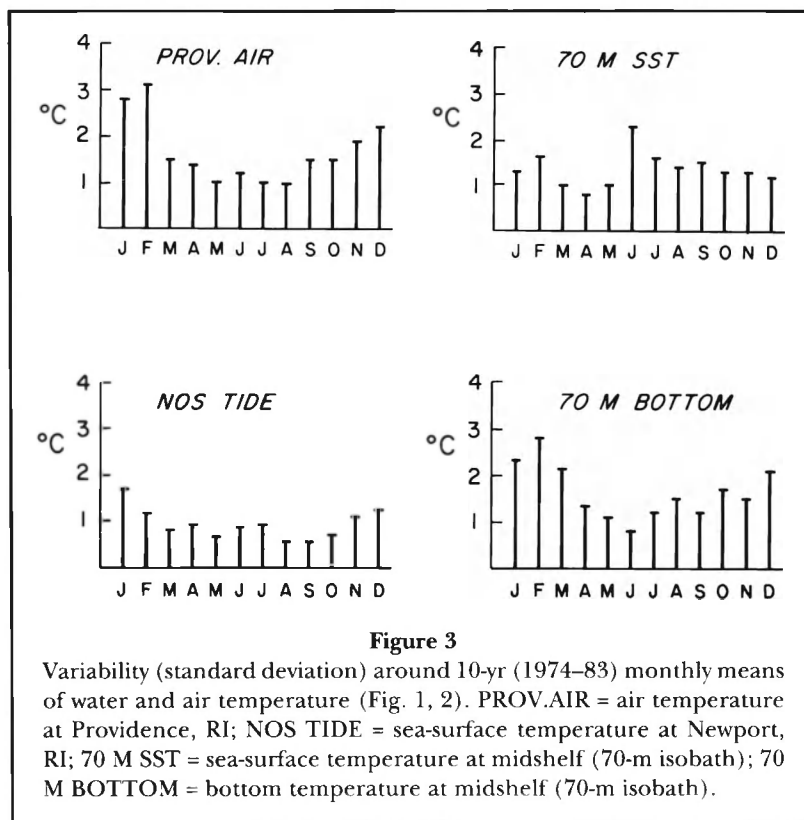 PROV. AIR
4
3
°C
2
1
J F M A M J J A S O N D
70 M SST
4
3
°C
2
1
J F M A M J J A S O N D
NOS TIDE
4
3
°C
2
1
J F M A M J J A S O N D
70 M BOTTOM
4
3
°C
2
1
J F M A M J J A S O N D
Figure 3
Variability (standard deviation) around 10-yr (1974–83) monthly means
of water and air temperature (Fig. 1, 2). PROV.AIR = air temperature
at Providence, RI; NOS TIDE = sea-surface temperature at Newport,
RI; 70 M SST = sea-surface temperature at midshelf (70-m isobath); 70
M BOTTOM = bottom temperature at midshelf (70-m isobath).